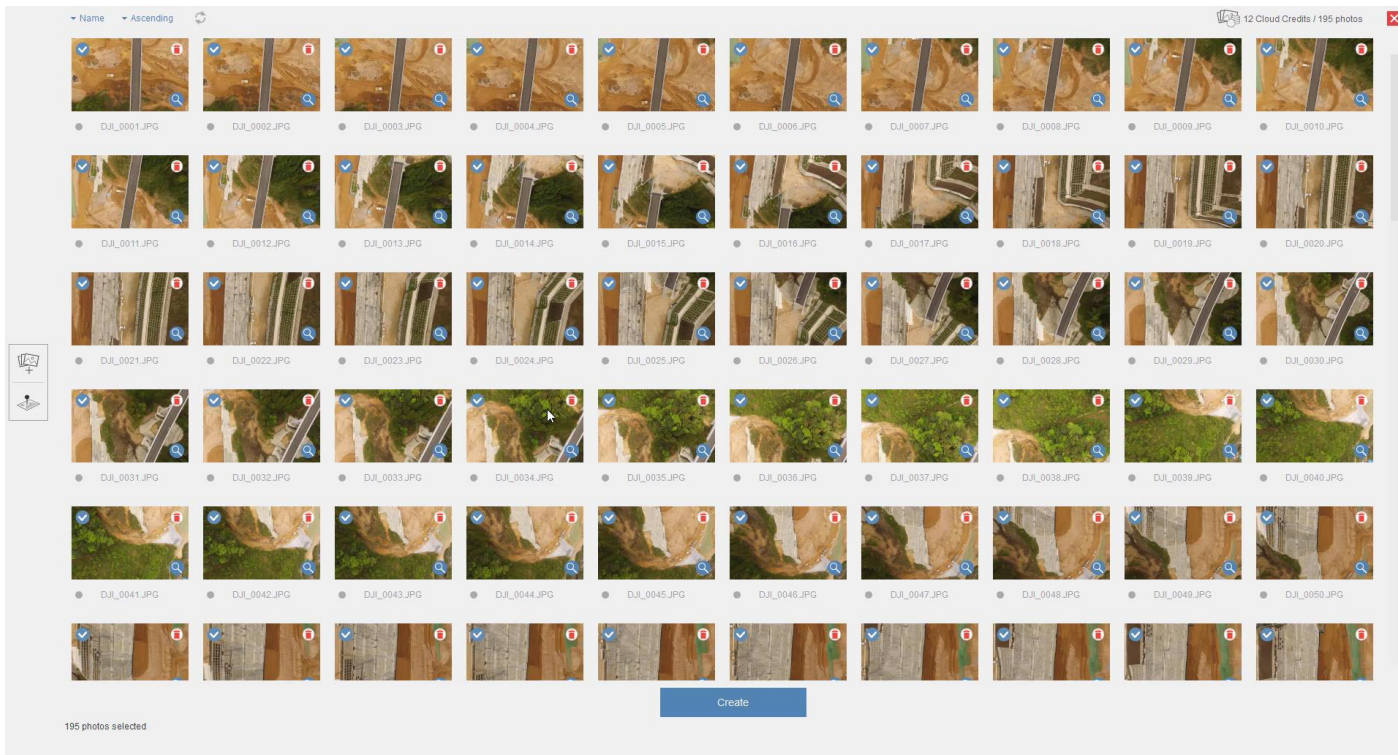 Name Ascending 12 Cloud Credits / 195 photos
DJI_0001.JPG DJI_0002.JPG DJI_0003.JPG DJI_0004.JPG DJI_0005.JPG DJI_0006.JPG DJI_0007.JPG DJI_0008.JPG DJI_0009.JPG DJI_0010.JPG
DJI_0011.JPG DJI_0012.JPG DJI_0013.JPG DJI_0014.JPG DJI_0015.JPG DJI_0016.JPG DJI_0017.JPG DJI_0018.JPG DJI_0019.JPG DJI_0020.JPG
DJI_0021.JPG DJI_0022.JPG DJI_0023.JPG DJI_0024.JPG DJI_0025.JPG DJI_0026.JPG DJI_0027.JPG DJI_0028.JPG DJI_0029.JPG DJI_0030.JPG
DJI_0031.JPG DJI_0032.JPG DJI_0033.JPG DJI_0034.JPG DJI_0035.JPG DJI_0036.JPG DJI_0037.JPG DJI_0038.JPG DJI_0039.JPG DJI_0040.JPG
DJI_0041.JPG DJI_0042.JPG DJI_0043.JPG DJI_0044.JPG DJI_0045.JPG DJI_0046.JPG DJI_0047.JPG DJI_0048.JPG DJI_0049.JPG DJI_0050.JPG
Create
195 photos selected